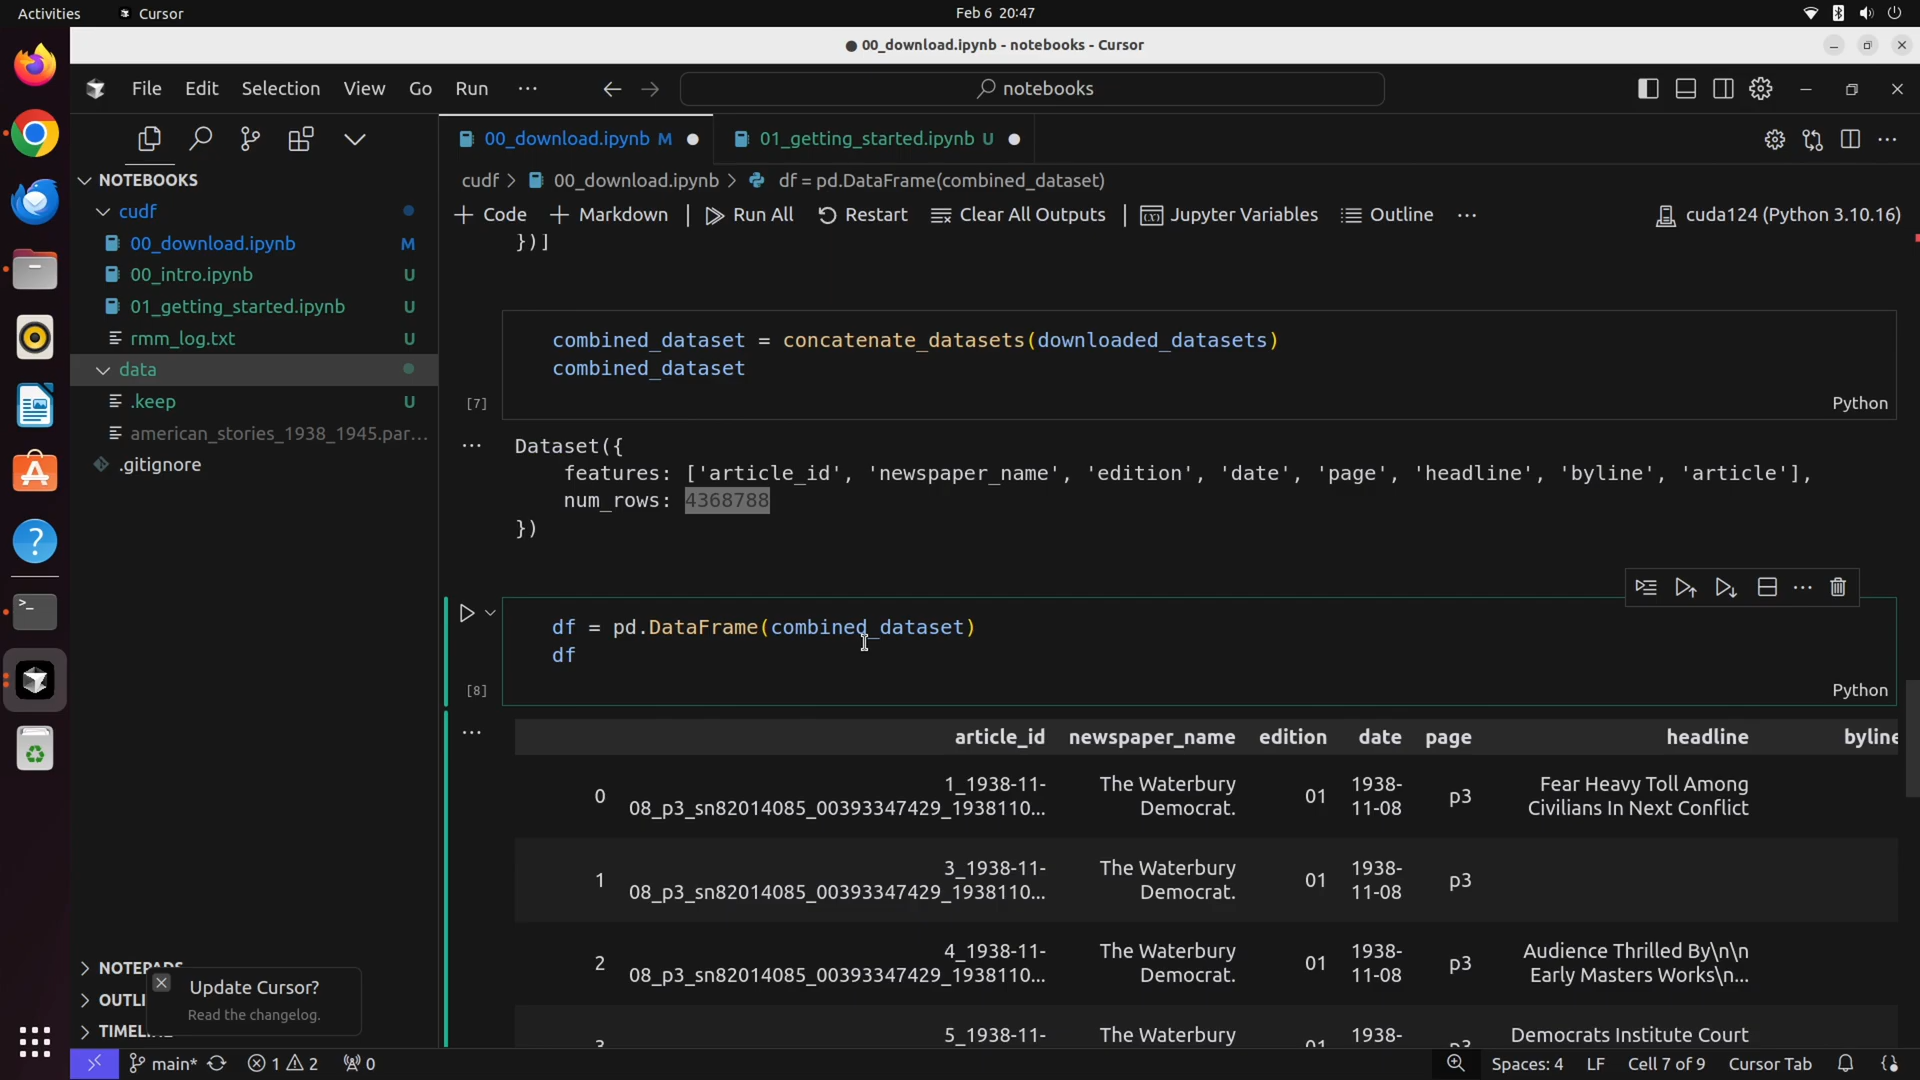 Activities
Cursor
Feb 6 20:47
● 00_download.ipynb - notebooks - Cursor
File Edit Selection View Go Run ···
notebooks
00_download.ipynb M
01_getting_started.ipynb U
NOTEBOOKS
cudf
00_download.ipynb M
00_intro.ipynb U
01_getting_started.ipynb U
rmm_log.txt U
data
.keep U
american_stories_1938_1945.par...
.gitignore
cudf > 00_download.ipynb > df = pd.DataFrame(combined_dataset)
+ Code + Markdown | Run All Restart Clear All Outputs | Jupyter Variables Outline ···
cuda124 (Python 3.10.16)
})]
combined_dataset = concatenate_datasets(downloaded_datasets)
combined_dataset
[7]
Python
Dataset({
features: ['article_id', 'newspaper_name', 'edition', 'date', 'page', 'headline', 'byline', 'article'],
num_rows: 4368788
})
df = pd.DataFrame(combined_dataset)
df
[8]
Python
article_id newspaper_name edition date page headline byline
0 1_1938-11-08_p3_sn82014085_00393347429_1938110... The Waterbury Democrat. 01 1938-11-08 p3 Fear Heavy Toll Among Civilians In Next Conflict
1 3_1938-11-08_p3_sn82014085_00393347429_1938110... The Waterbury Democrat. 01 1938-11-08 p3
2 4_1938-11-08_p3_sn82014085_00393347429_1938110... The Waterbury Democrat. 01 1938-11-08 p3 Audience Thrilled By\n\n Early Masters Works\n...
5_1938-11- The Waterbury 1938- Democrats Institute Court
Update Cursor?
Read the changelog.
main* 1 2 0
Spaces: 4 LF Cell 7 of 9 Cursor Tab